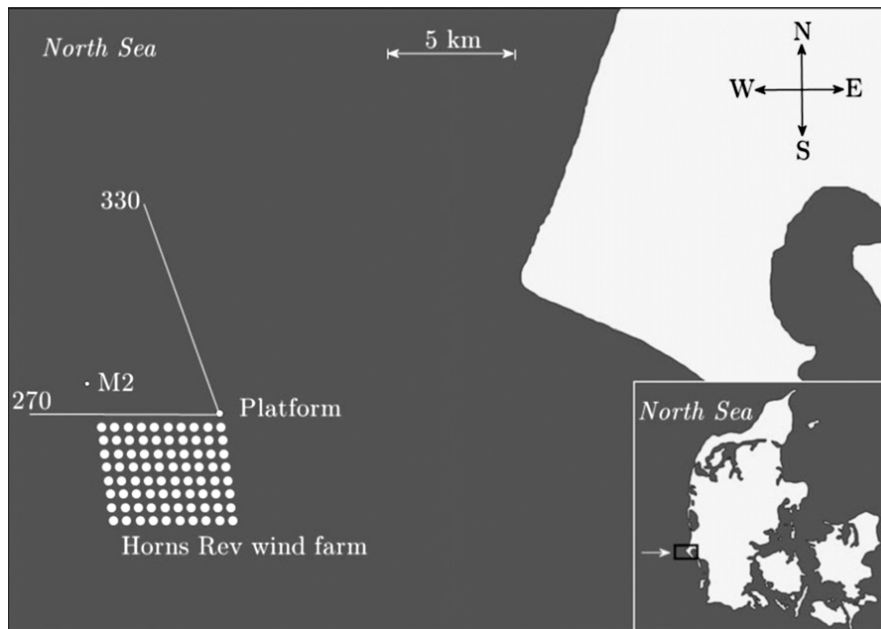 North Sea
5 km
N
W
E
S
330
M2
270
Platform
Horns Rev wind farm
North Sea